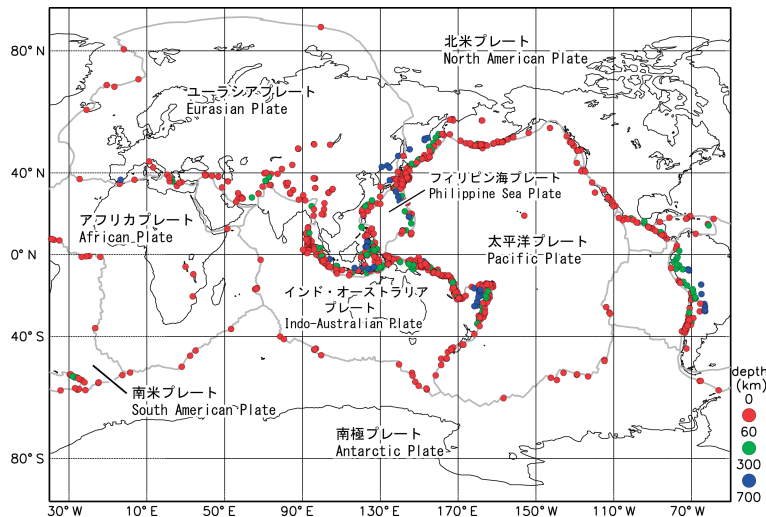 80° N
40° N
0° N
40° S
80° S
北米プレート
North American Plate
ユーラシアプレート
Eurasian Plate
フィリピン海プレート
Philippine Sea Plate
アフリカプレート
African Plate
太平洋プレート
Pacific Plate
インド・オーストラリア
プレート
Indo-Australian Plate
南米プレート
South American Plate
南極プレート
Antarctic Plate
depth
(km)
0
60
300
700
30° W
10° E
50° E
90° E
130° E
170° E
150° W
110° W
70° W